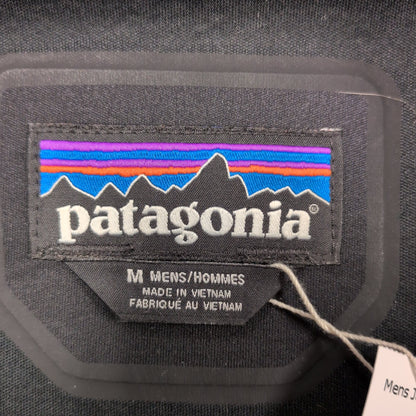 patagonia®
M MENS/HOMMES
MADE IN VIETNAM
FABRIQUÉ AU VIETNAM
Mens J